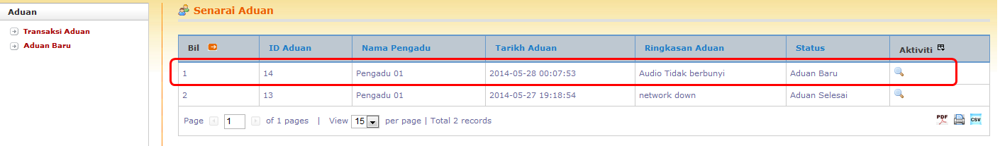 Aduan
Transaksi Aduan
Aduan Baru
Senarai Aduan
Bil ID Aduan Nama Pengadu Tarikh Aduan Ringkasan Aduan Status Aktiviti
1 14 Pengadu 01 2014-05-28 00:07:53 Audio Tidak berbunyi Aduan Baru
2 13 Pengadu 01 2014-05-27 19:18:54 network down Aduan Selesai
Page 1 of 1 pages | View 15 per page | Total 2 records PDF CSV